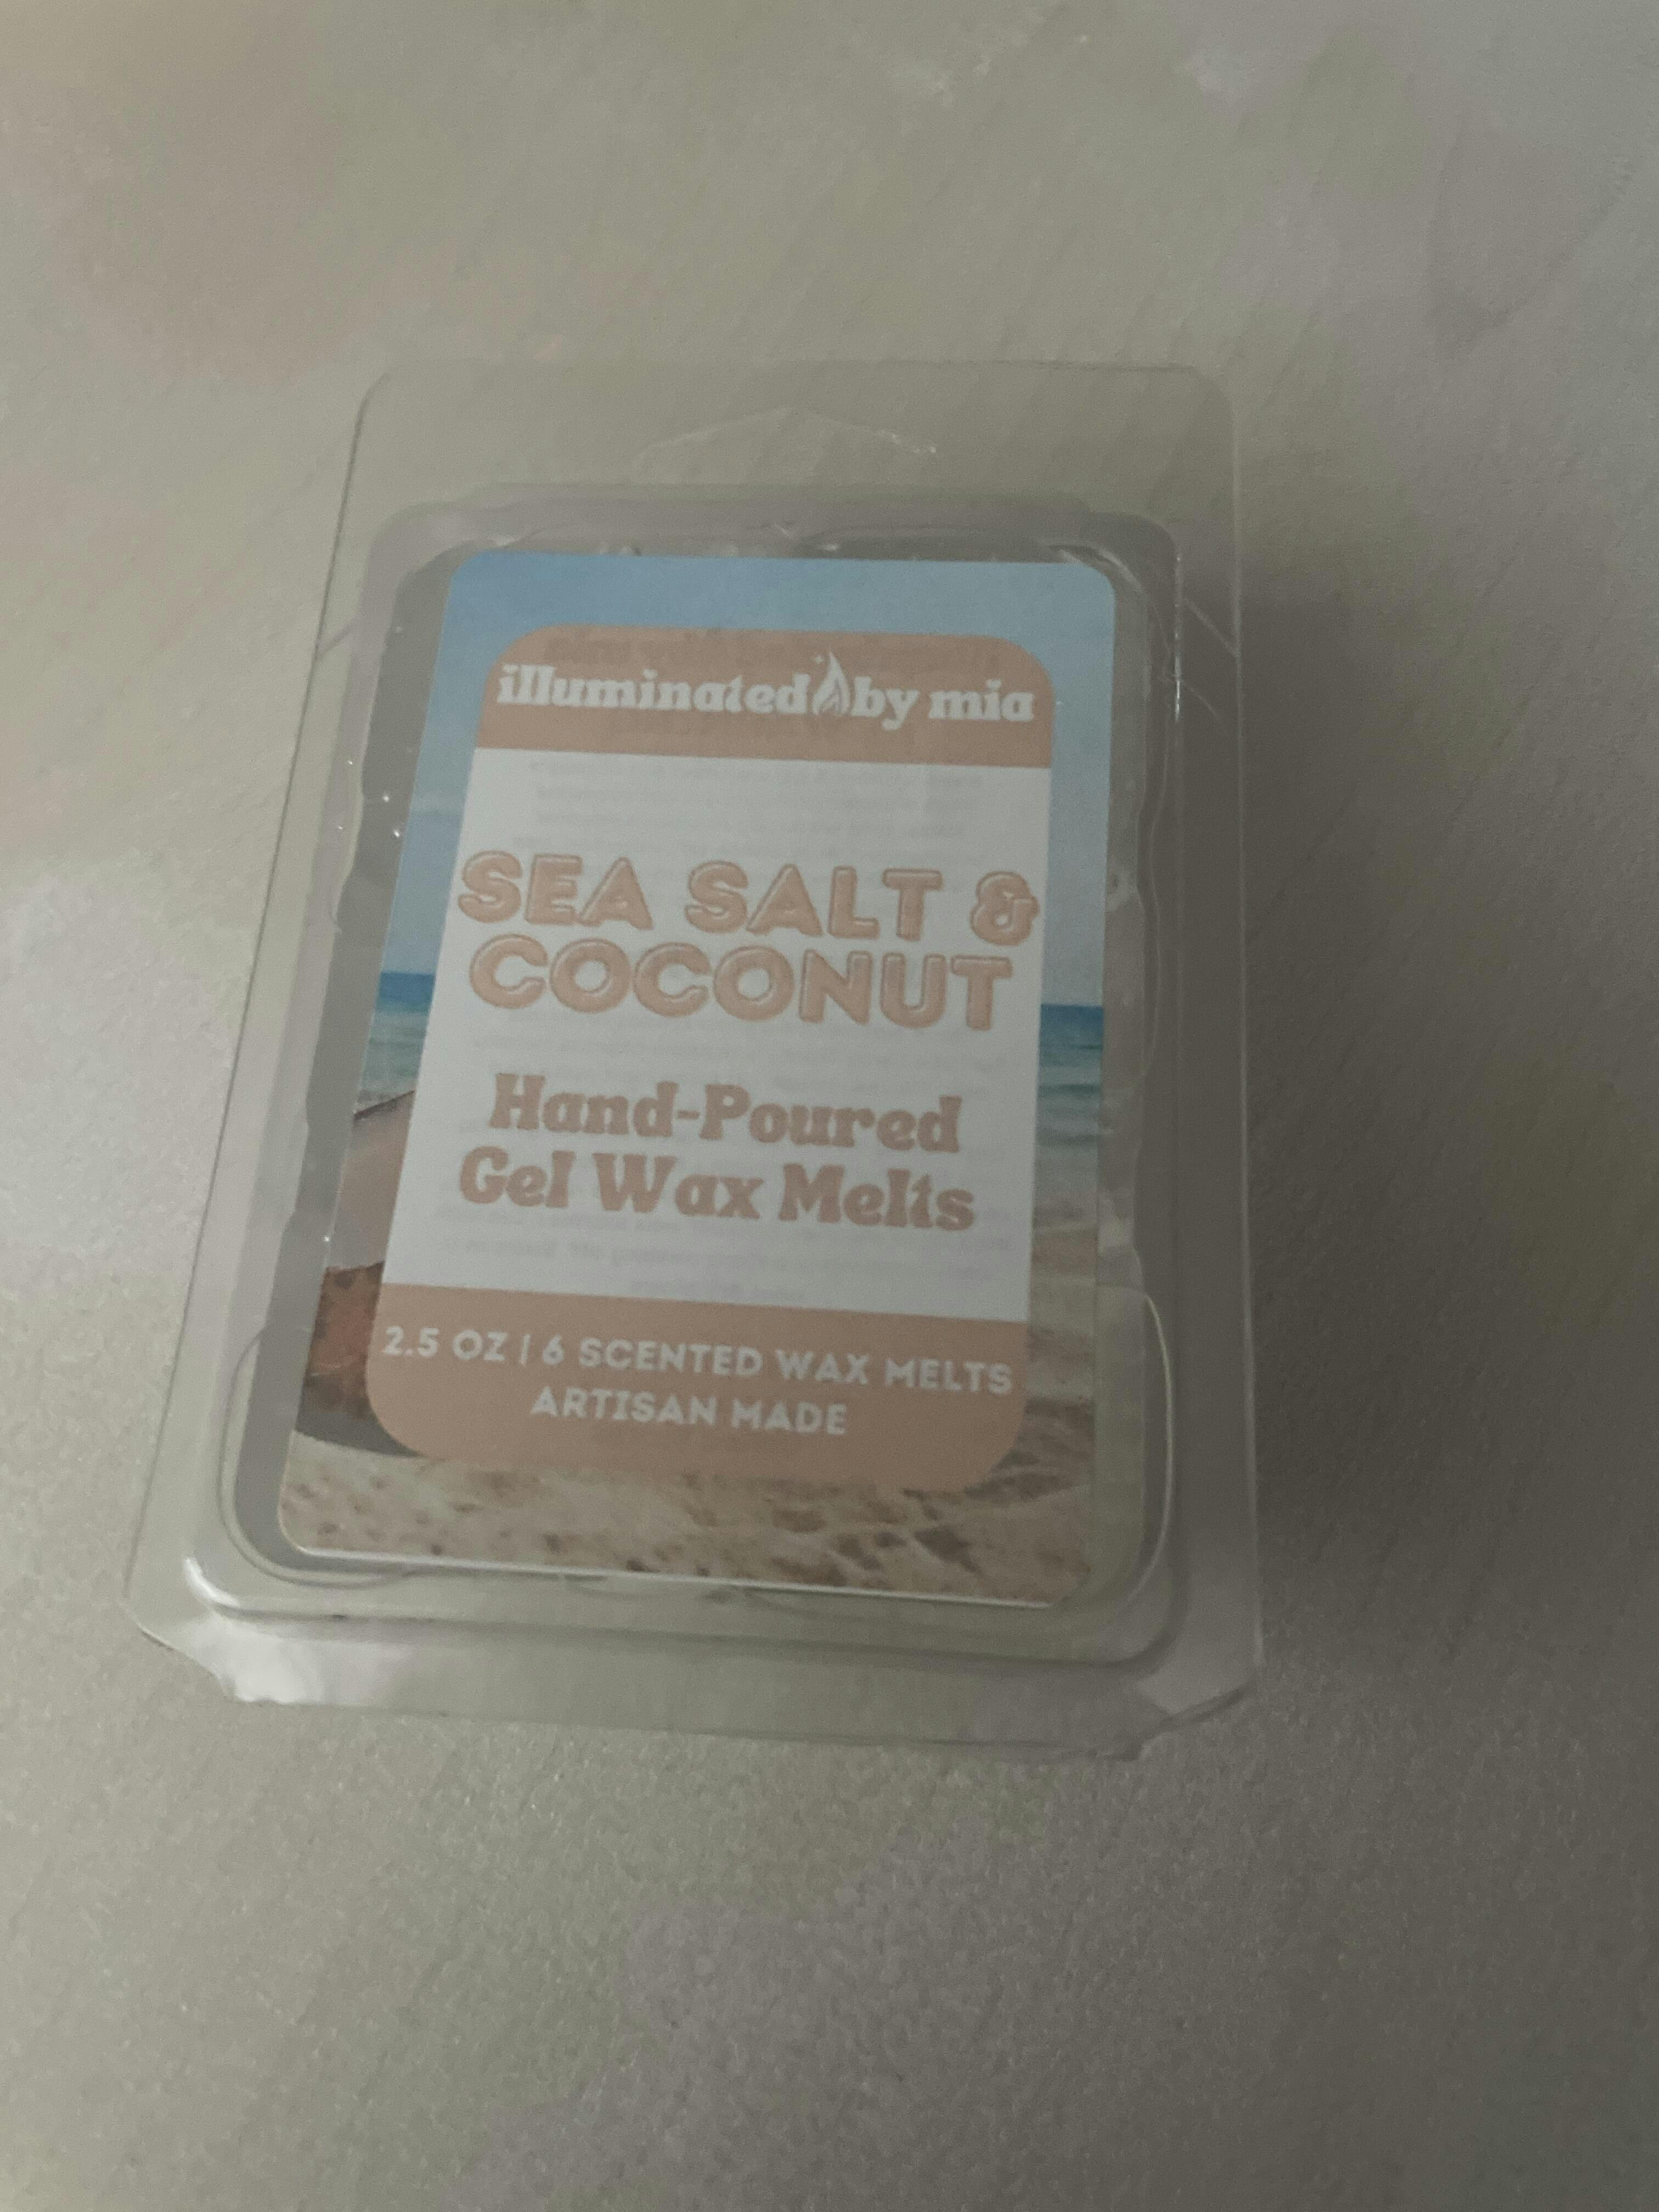 illuminated by mia
SEA SALT &
COCONUT
Hand-Poured
Gel Wax Melts
2.5 OZ | 6 SCENTED WAX MELTS
ARTISAN MADE